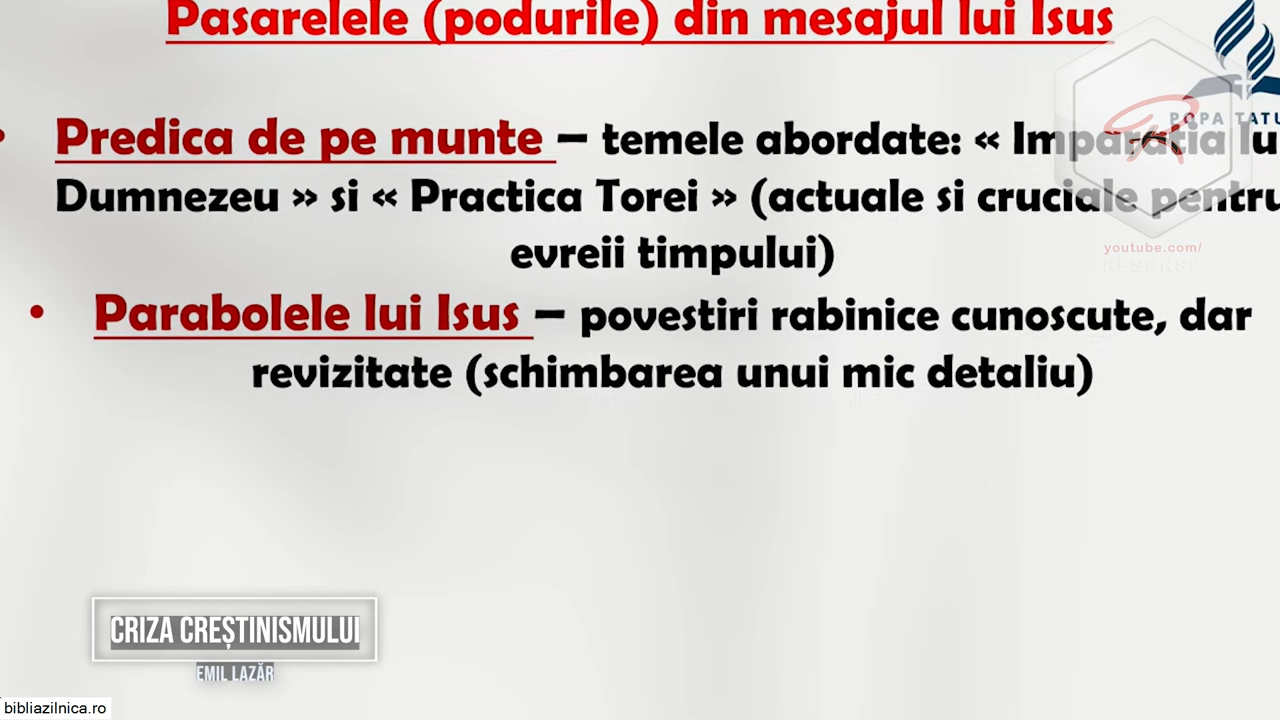 Pasarelele (podurile) din mesajul lui Isus
POPA TATU
• Predica de pe munte – temele abordate: « Imparatia lu
Dumnezeu » si « Practica Torei » (actuale si cruciale pentru
evreii timpului)
youtube.com/
RESURSE
• Parabolele lui Isus – povestiri rabinice cunoscute, dar
revizitate (schimbarea unui mic detaliu)
CRIZA CREȘTINISMULUI
EMIL LAZĂR
bibliazilnica.ro